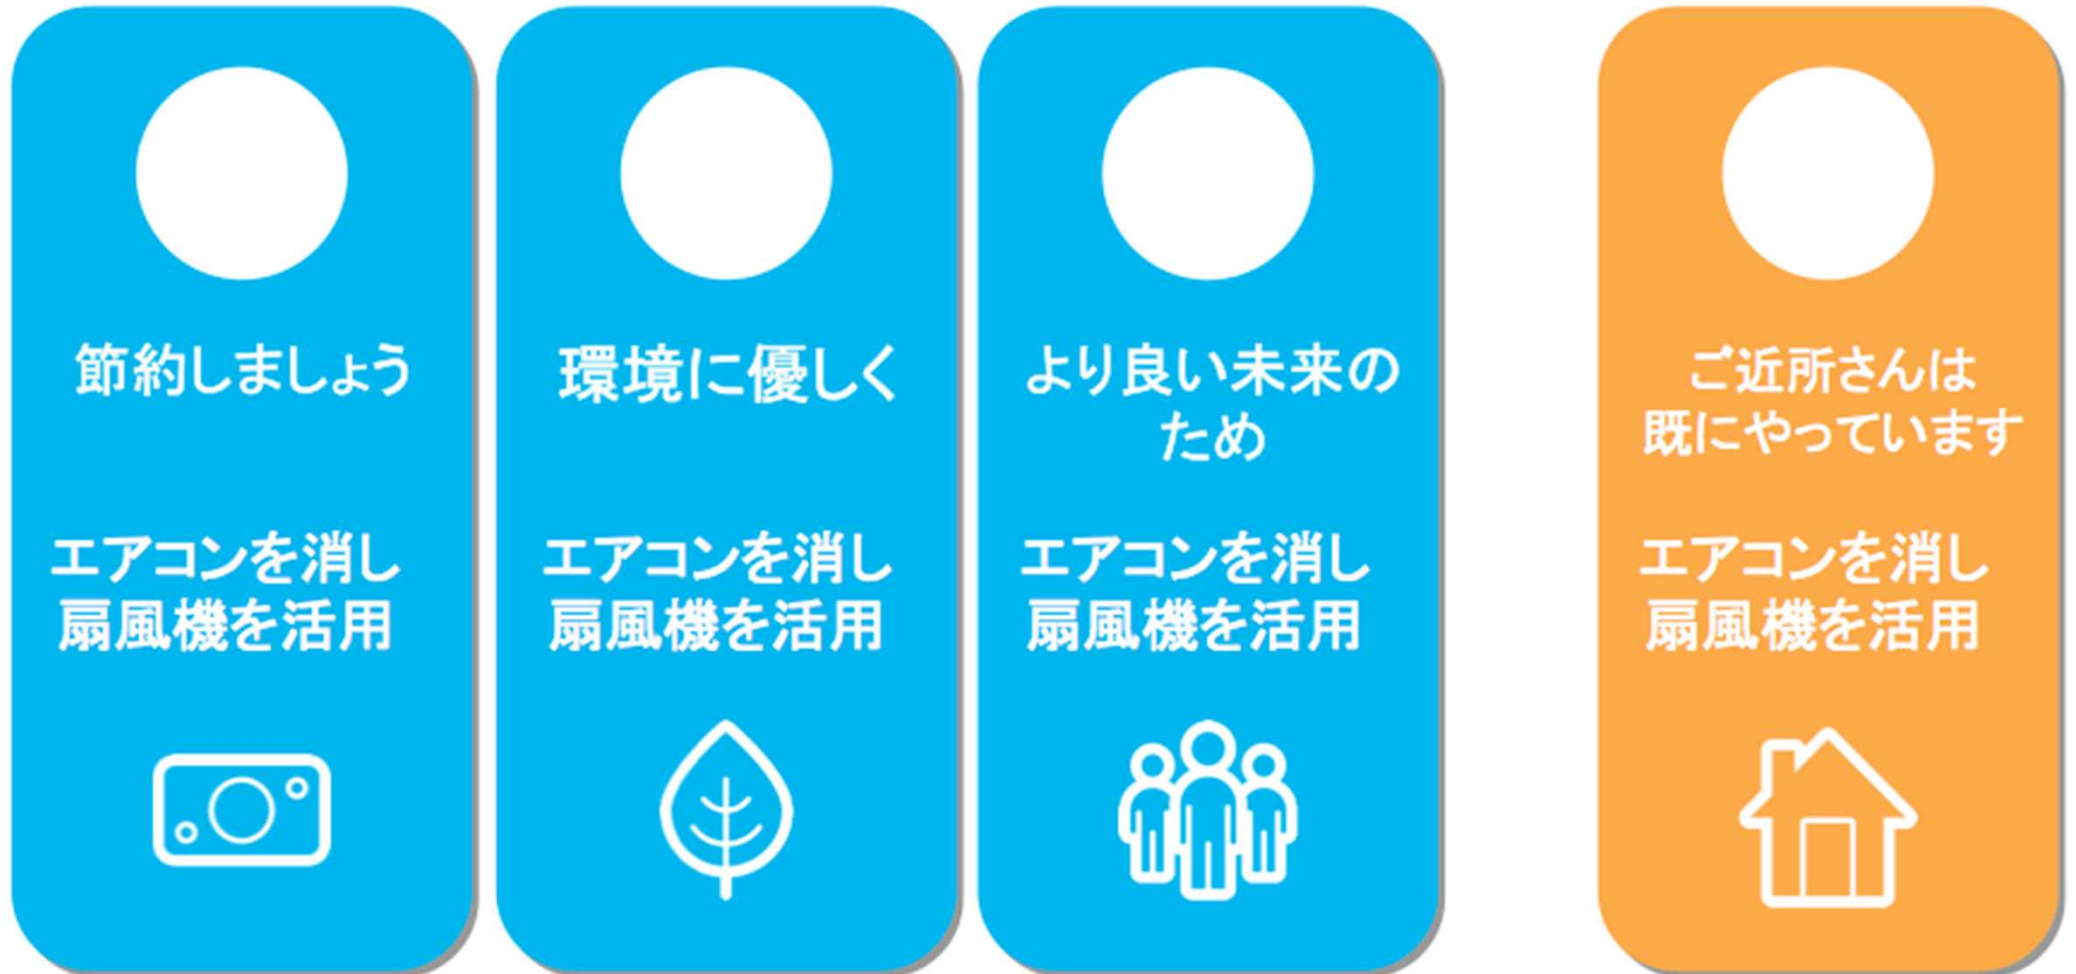 節約しましょう
エアコンを消し
扇風機を活用
環境に優しく
エアコンを消し
扇風機を活用
より良い未来の
ため
エアコンを消し
扇風機を活用
ご近所さんは
既にやっています
エアコンを消し
扇風機を活用